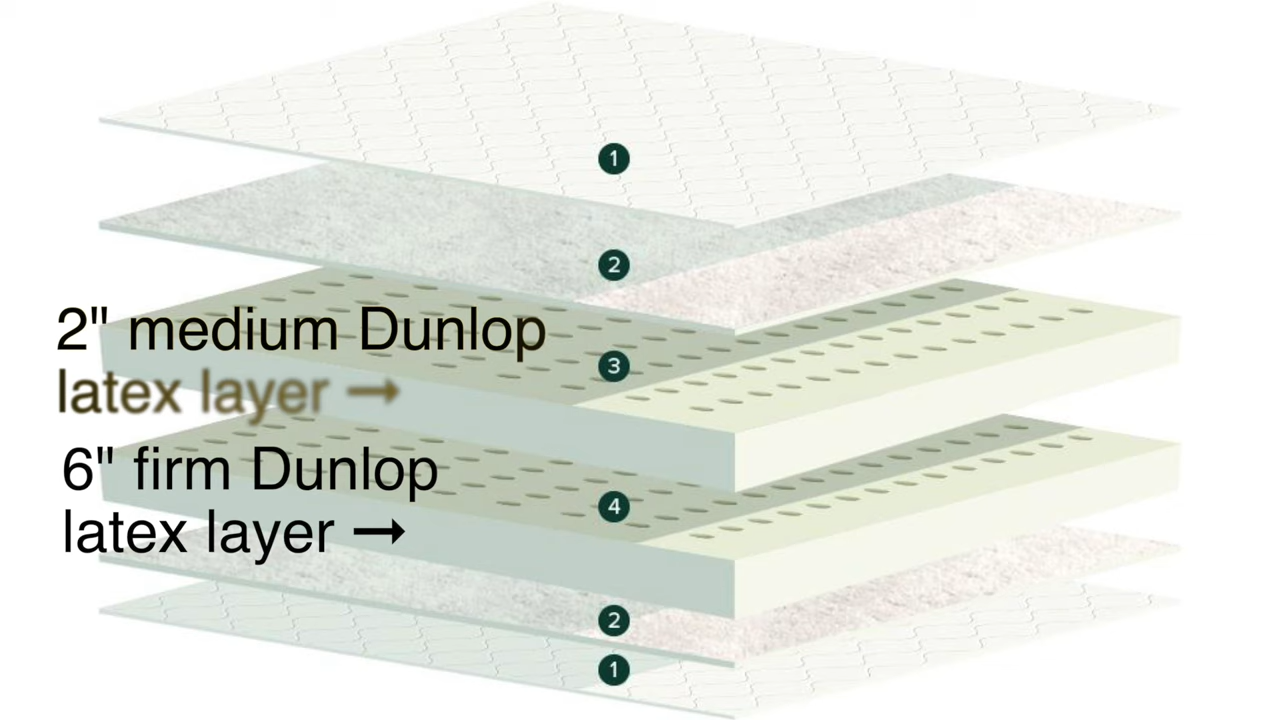 1
2
2" medium Dunlop
3
latex layer →
6" firm Dunlop
4
latex layer →
2
1